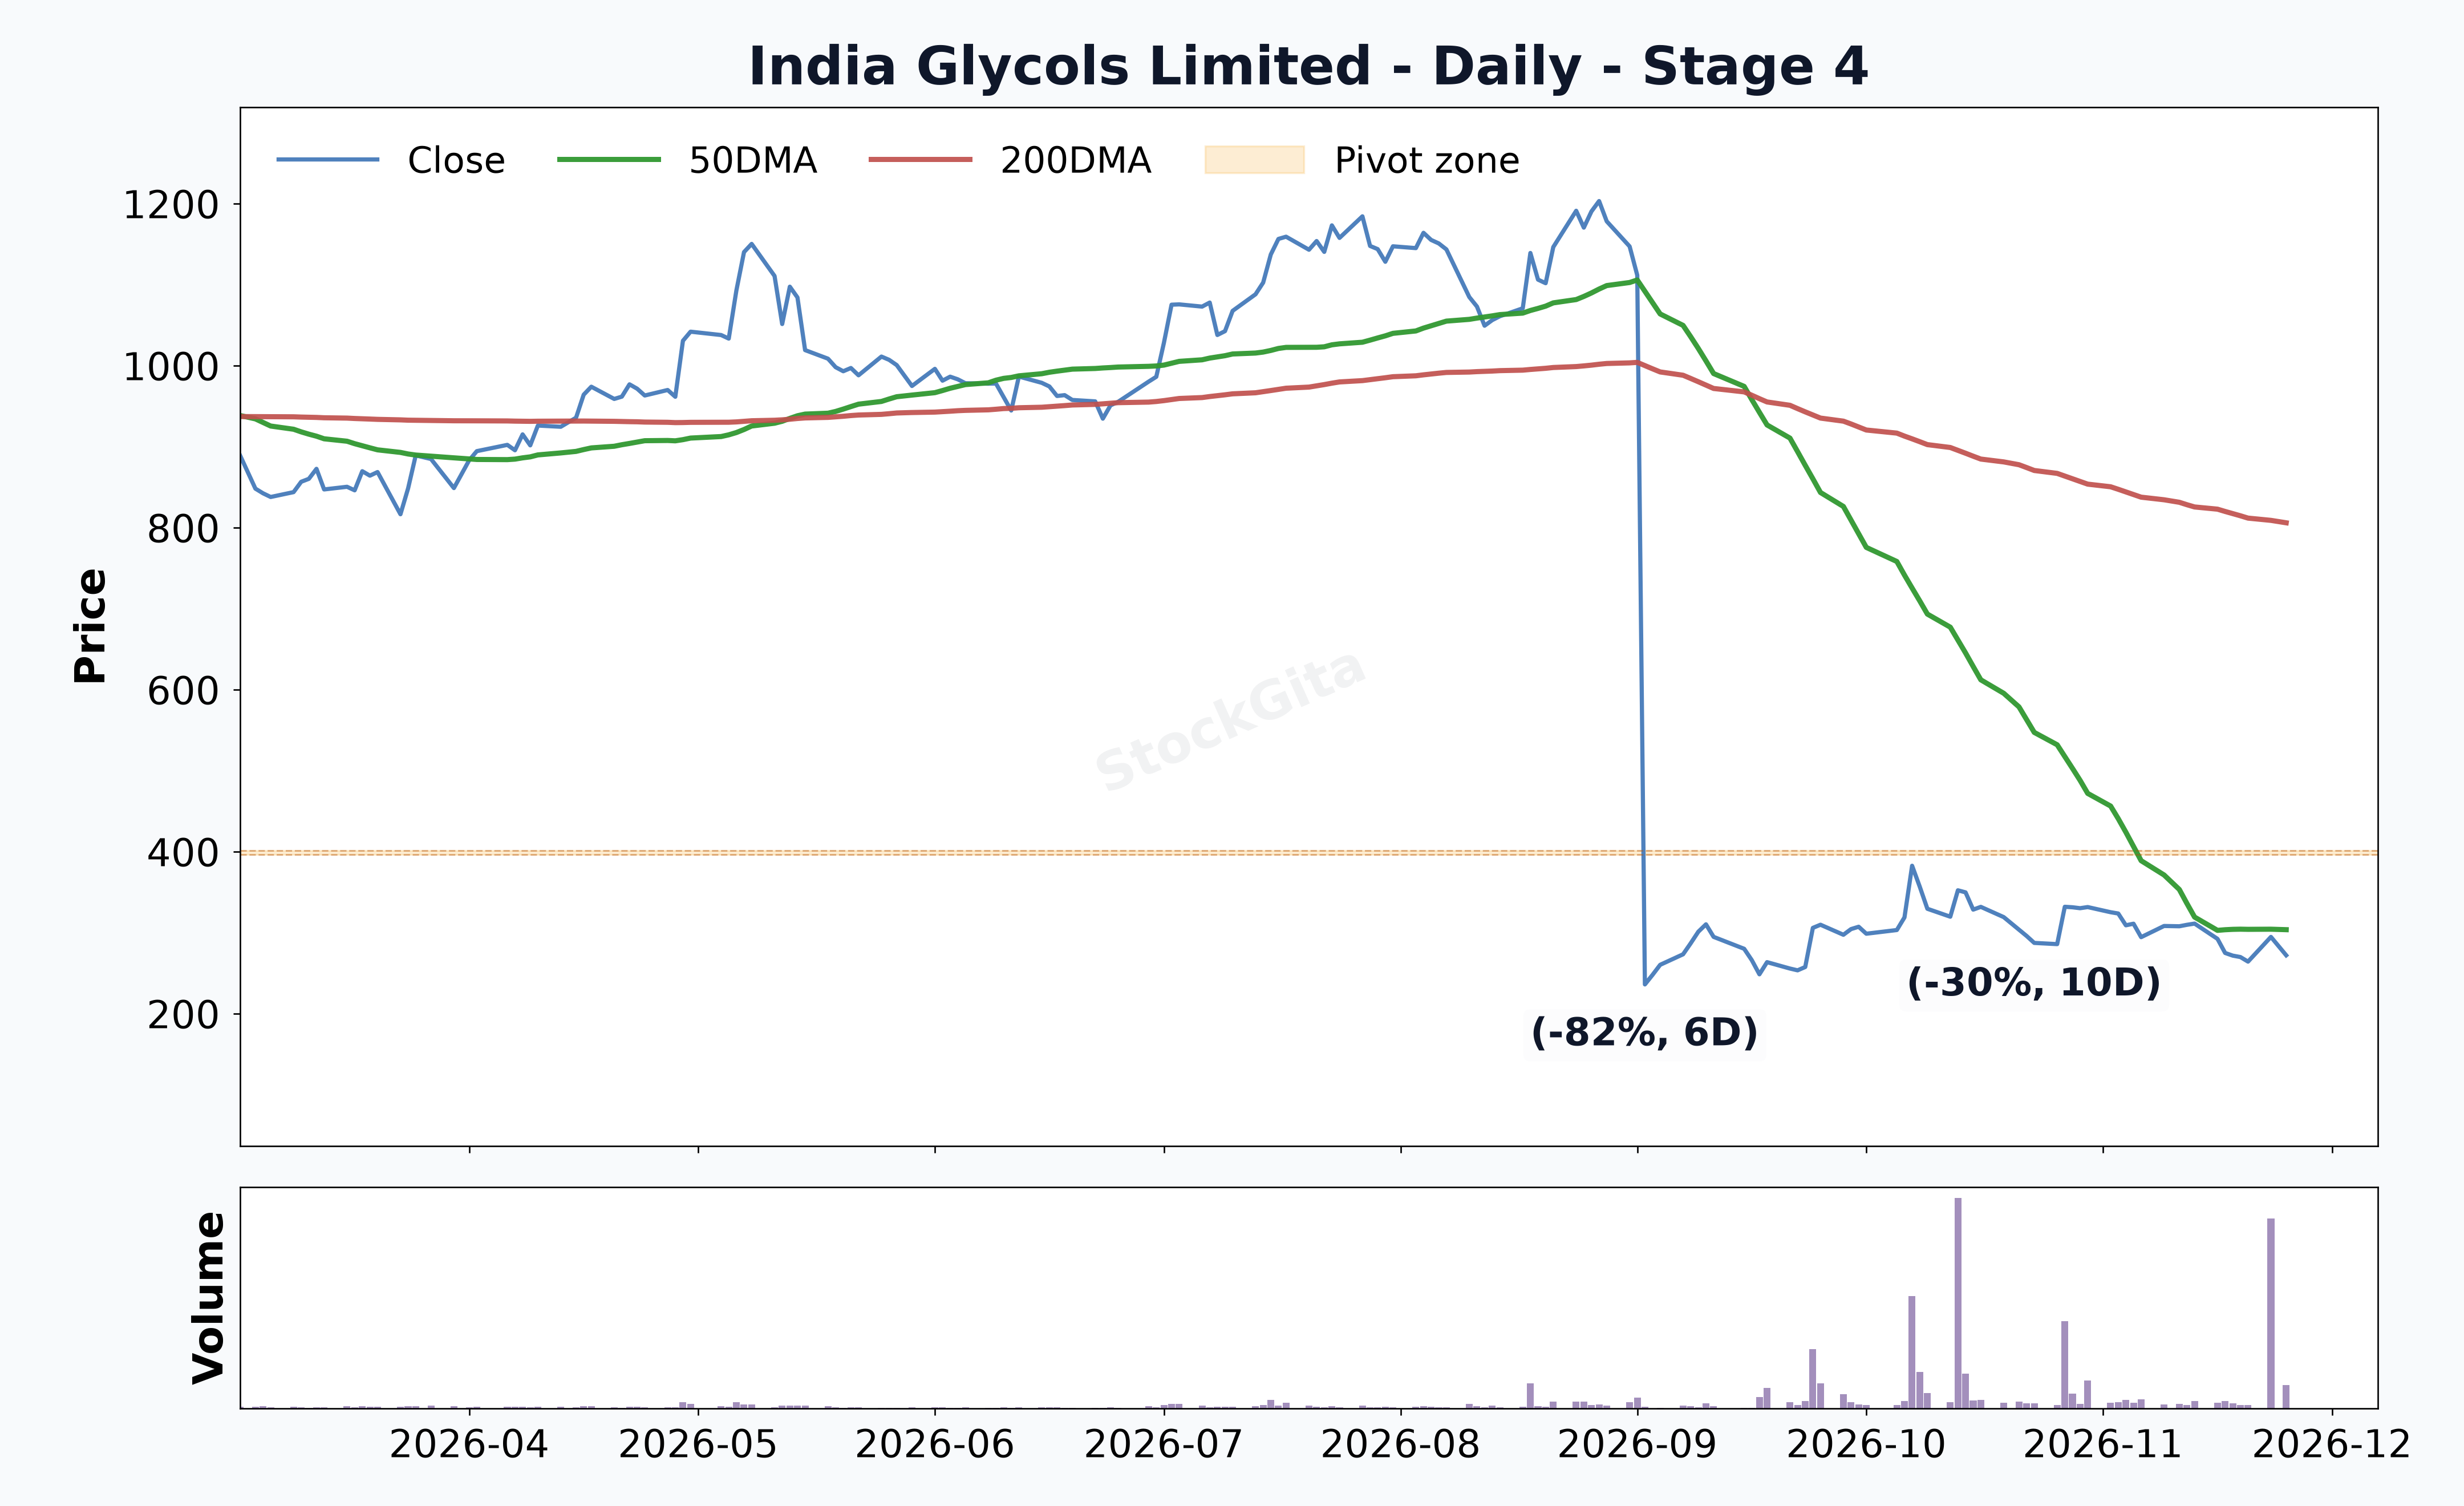 India Glycols Limited - Daily - Stage 4
Close 50DMA 200DMA Pivot zone
1200
1000
800
600
400
200
Price
StockGita
(-30%, 10D)
(-82%, 6D)
Volume
2026-04 2026-05 2026-06 2026-07 2026-08 2026-09 2026-10 2026-11 2026-12